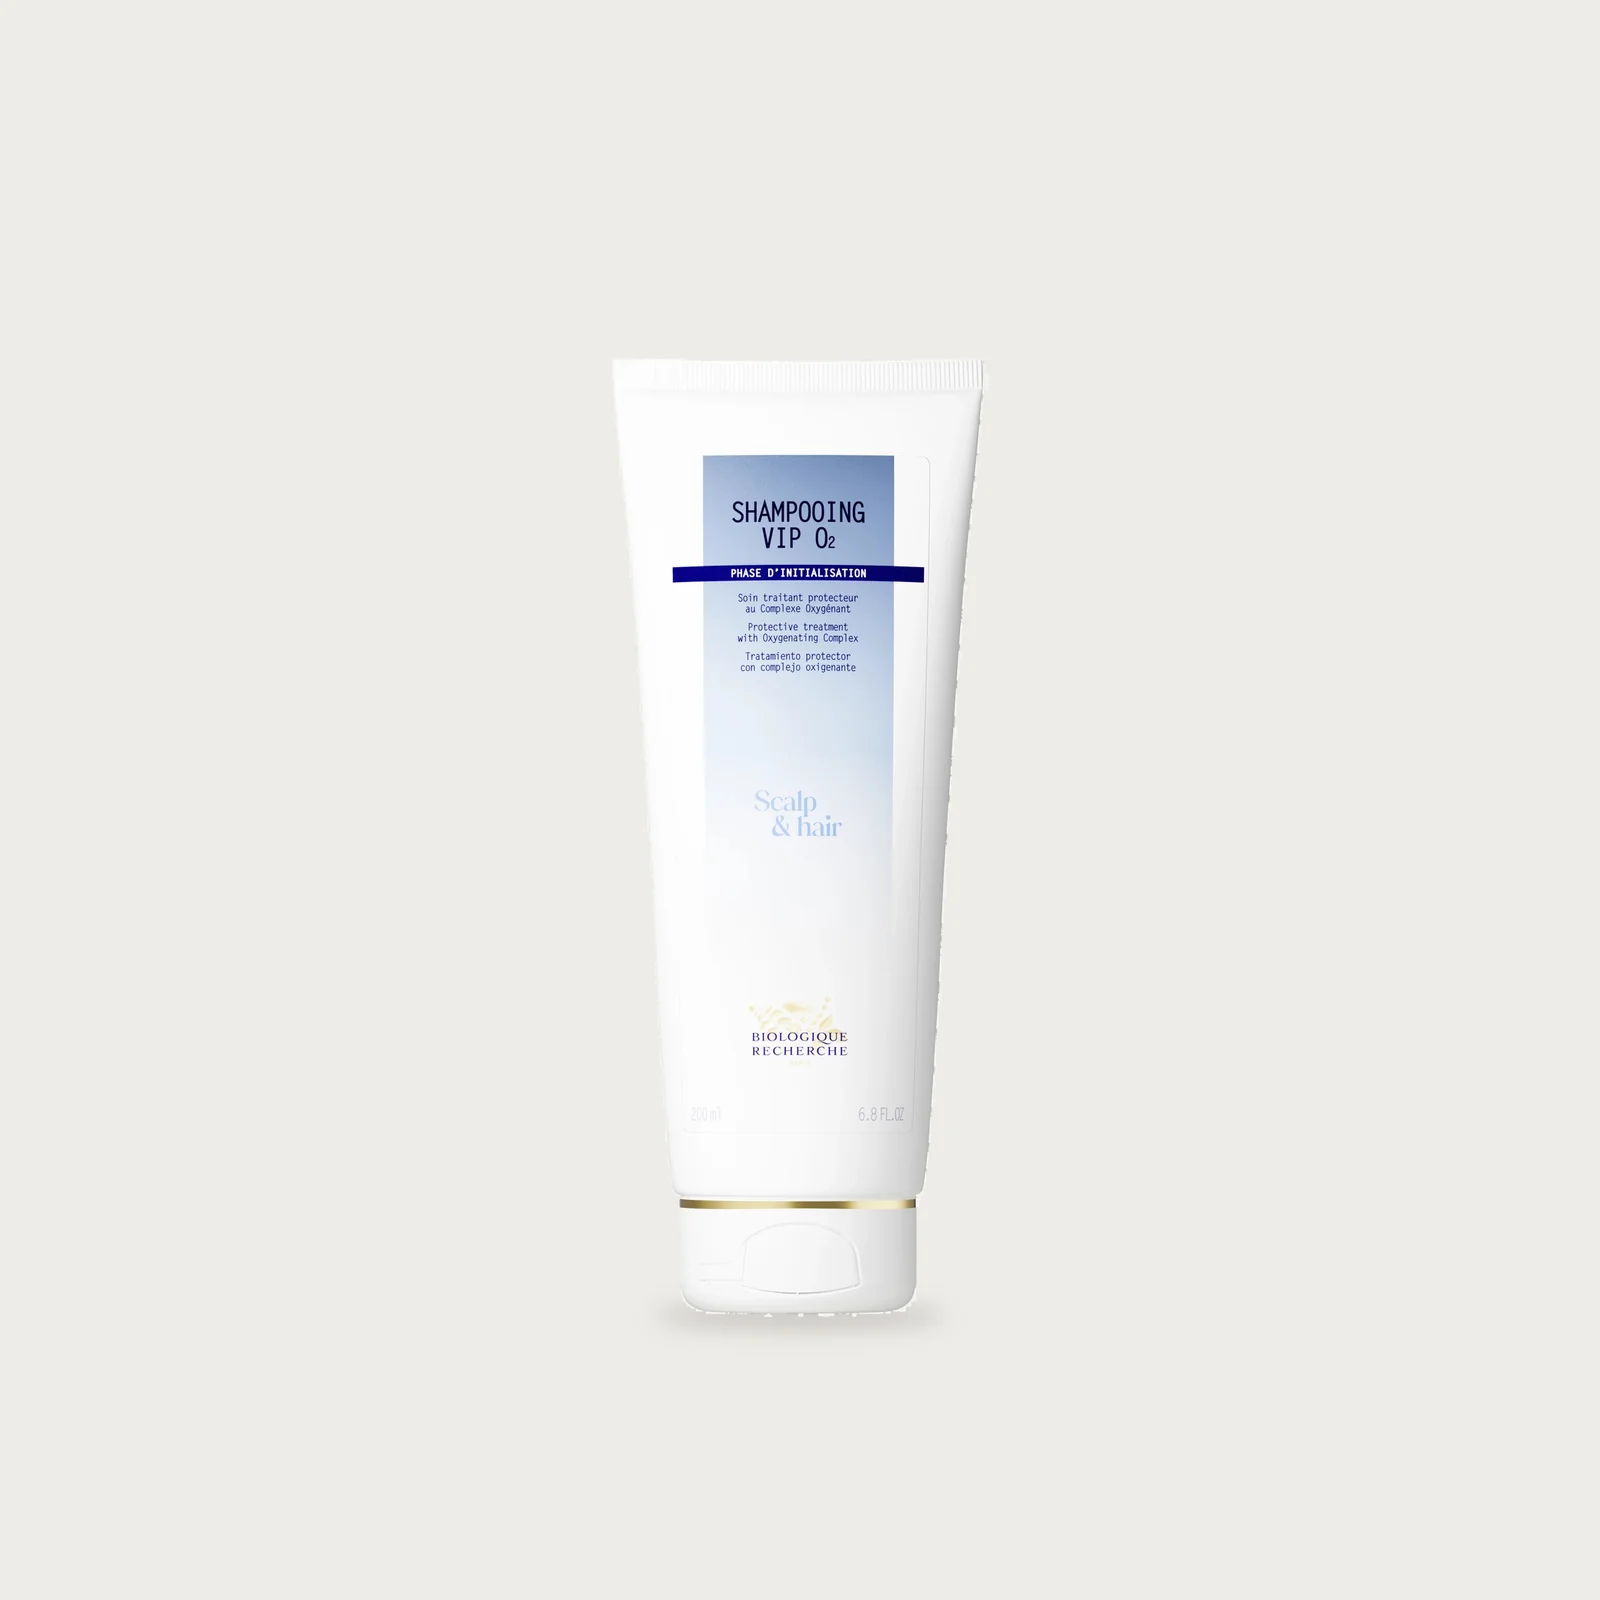 SHAMPOOING
VIP O₂
PHASE D'INITIALISATION
Soin traitant protecteur
au Complexe Oxygénant
Protective treatment
with Oxygenating Complex
Tratamiento protector
con complejo oxigenante
Scalp
& hair
BIOLOGIQUE
RECHERCHE
200 ml 6.8 FL.OZ